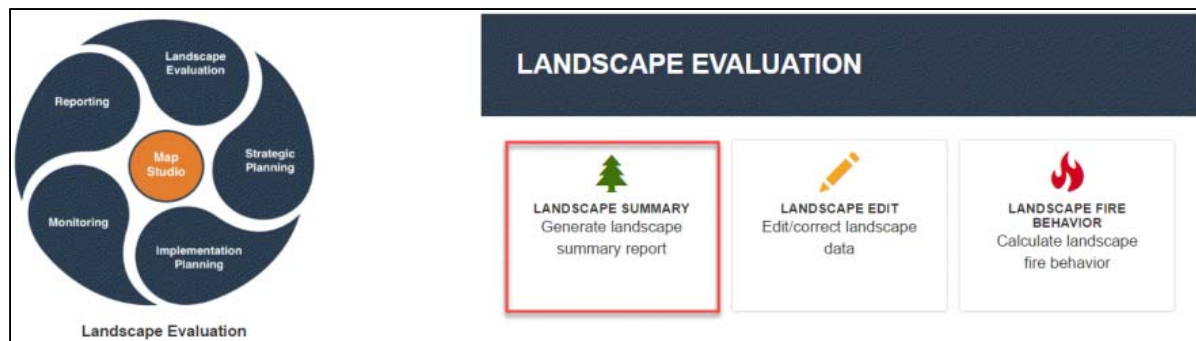 Landscape
Evaluation
Reporting
Map
Studio
Strategic
Planning
Monitoring
Implementation
Planning
Landscape Evaluation
LANDSCAPE EVALUATION
LANDSCAPE SUMMARY
Generate landscape
summary report
LANDSCAPE EDIT
Edit/correct landscape
data
LANDSCAPE FIRE
BEHAVIOR
Calculate landscape
fire behavior